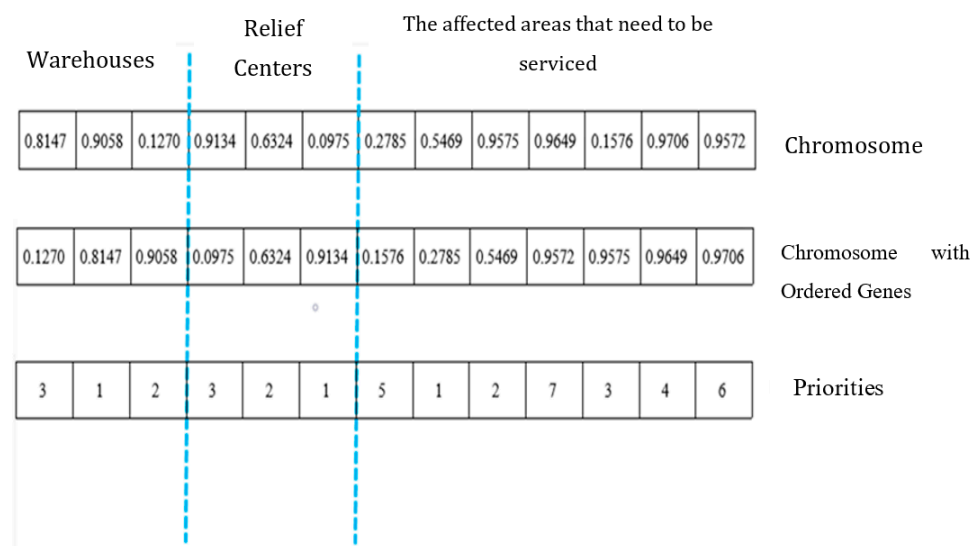 Warehouses
Relief
Centers
The affected areas that need to be
serviced
0.8147 0.9058 0.1270 0.9134 0.6324 0.0975 0.2785 0.5469 0.9575 0.9649 0.1576 0.9706 0.9572
Chromosome
0.1270 0.8147 0.9058 0.0975 0.6324 0.9134 0.1576 0.2785 0.5469 0.9572 0.9575 0.9649 0.9706
Chromosome with
Ordered Genes
3 1 2 3 2 1 5 1 2 7 3 4 6
Priorities